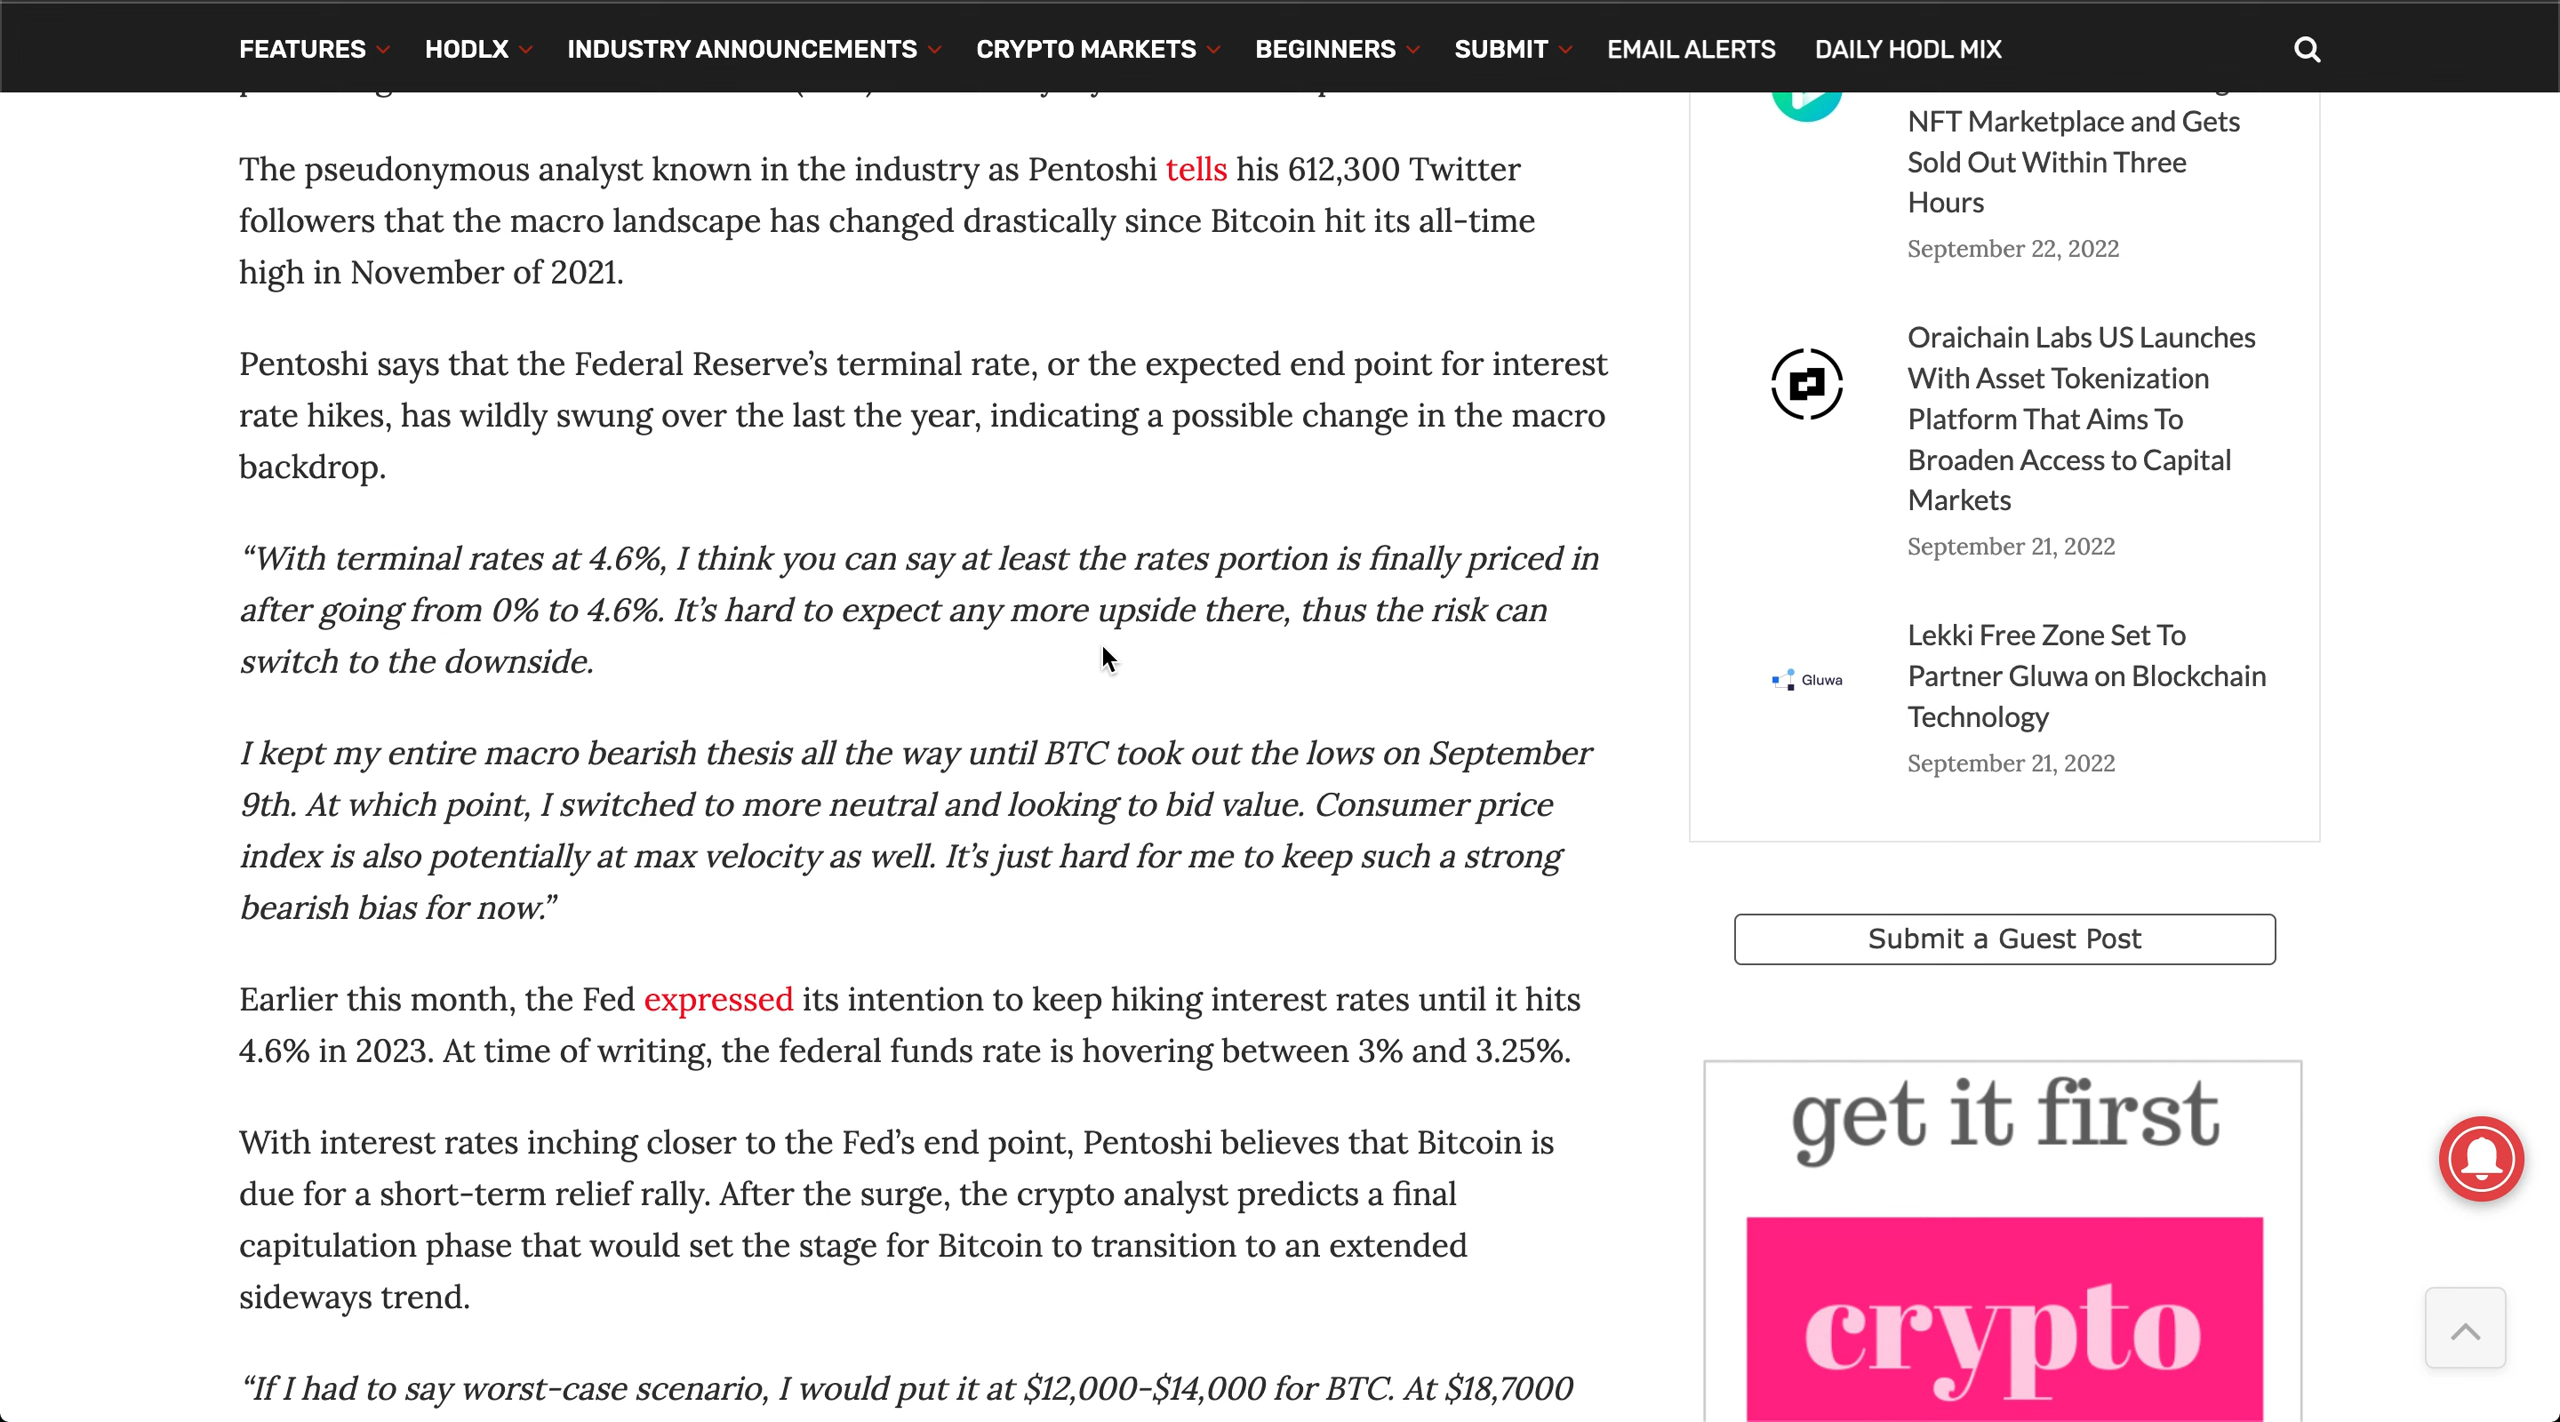 FEATURES HODLX INDUSTRY ANNOUNCEMENTS CRYPTO MARKETS BEGINNERS SUBMIT EMAIL ALERTS DAILY HODL MIX
The pseudonymous analyst known in the industry as Pentoshi tells his 612,300 Twitter
followers that the macro landscape has changed drastically since Bitcoin hit its all-time
high in November of 2021.
Pentoshi says that the Federal Reserve’s terminal rate, or the expected end point for interest
rate hikes, has wildly swung over the last the year, indicating a possible change in the macro
backdrop.
“With terminal rates at 4.6%, I think you can say at least the rates portion is finally priced in
after going from 0% to 4.6%. It’s hard to expect any more upside there, thus the risk can
switch to the downside.
I kept my entire macro bearish thesis all the way until BTC took out the lows on September
9th. At which point, I switched to more neutral and looking to bid value. Consumer price
index is also potentially at max velocity as well. It’s just hard for me to keep such a strong
bearish bias for now.”
Earlier this month, the Fed expressed its intention to keep hiking interest rates until it hits
4.6% in 2023. At time of writing, the federal funds rate is hovering between 3% and 3.25%.
With interest rates inching closer to the Fed’s end point, Pentoshi believes that Bitcoin is
due for a short-term relief rally. After the surge, the crypto analyst predicts a final
capitulation phase that would set the stage for Bitcoin to transition to an extended
sideways trend.
“If I had to say worst-case scenario, I would put it at $12,000-$14,000 for BTC. At $18,7000
NFT Marketplace and Gets
Sold Out Within Three
Hours
September 22, 2022
Oraichain Labs US Launches
With Asset Tokenization
Platform That Aims To
Broaden Access to Capital
Markets
September 21, 2022
Gluwa
Lekki Free Zone Set To
Partner Gluwa on Blockchain
Technology
September 21, 2022
Submit a Guest Post
get it first
crypto